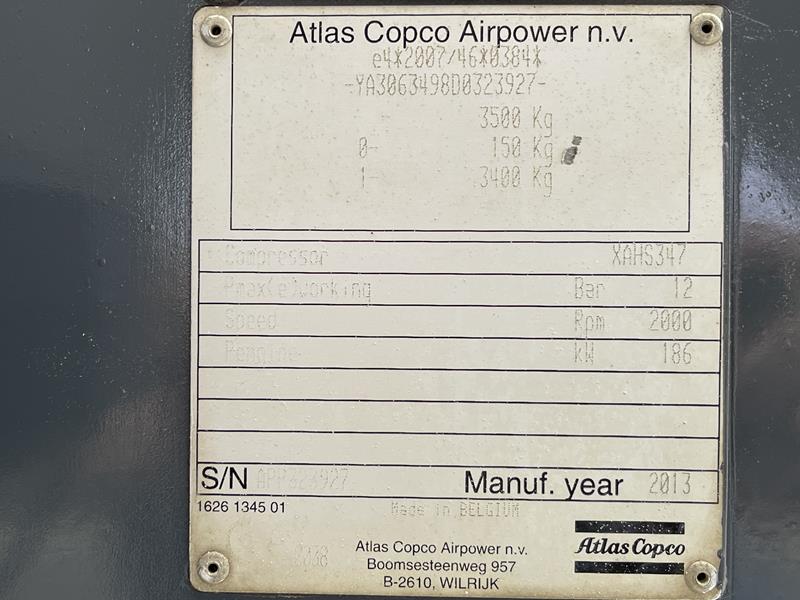 Atlas Copco Airpower n.v.
e4*2007/46*0384*
-YA3063498D0323927-
3500 Kg
0- 150 Kg
1- 3400 Kg
Compressor XAHS347
Pmax(e)working Bar 12
Speed Rpm 2000
Pengine kW 186
S/N APP323927 Manuf. year 2013
1626 1345 01
Made in BELGIUM
Atlas Copco Airpower n.v.
Boomsesteenweg 957
B-2610, WILRIJK
Atlas Copco